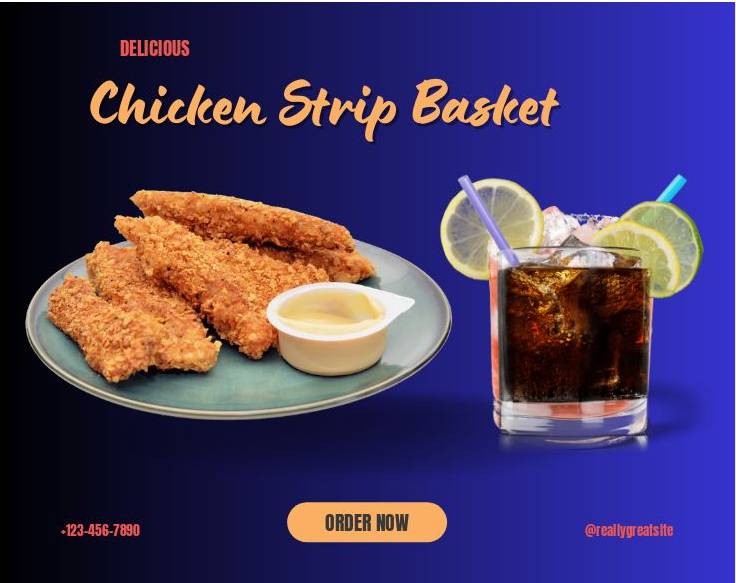 DELICIOUS
Chicken Strip Basket
+123-456-7890
ORDER NOW
@reallygreatsite